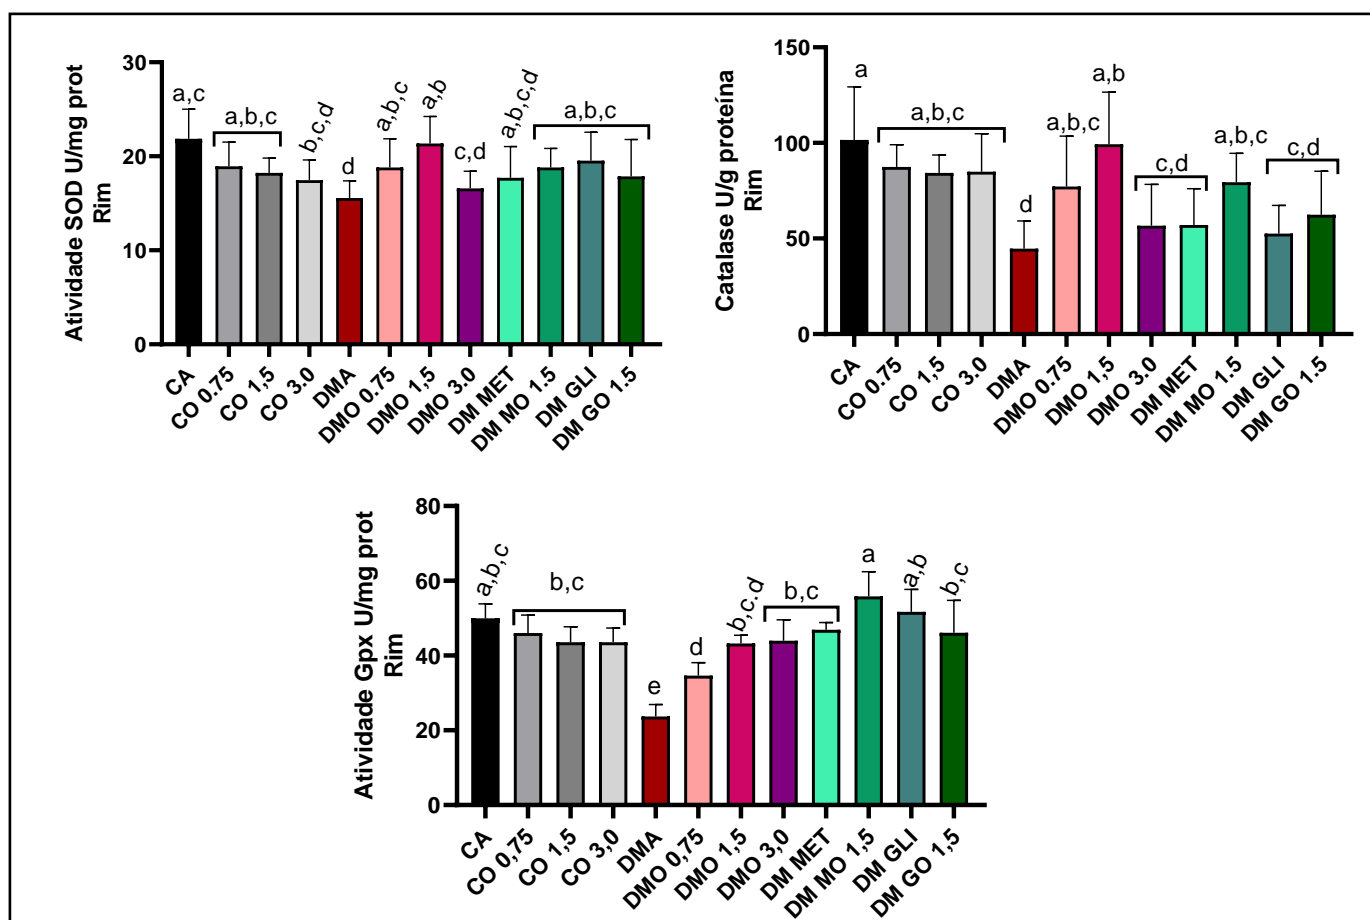 Atividade SOD U/mg prot
Rim
30
20
10
0
a,c
a,b,c
b,c,d
d
a,b,c
a,b
c,d
a,b,c,d
a,b,c
CA
CO 0.75
CO 1,5
CO 3.0
DMA
DMO 0.75
DMO 1,5
DMO 3.0
DM MET
DM MO 1.5
DM GLI
DM GO 1.5
Catalase U/g proteína
Rim
150
100
50
0
a
a,b,c
d
a,b,c
a,b
c,d
a,b,c
c,d
CA
CO 0.75
CO 1,5
CO 3.0
DMA
DMO 0.75
DMO 1,5
DMO 3.0
DM MET
DM MO 1.5
DM GLI
DM GO 1.5
Atividade Gpx U/mg prot
Rim
80
60
40
20
0
a,b,c
b,c
e
d
b,c.d
b,c
a
a,b
b,c
CA
CO 0,75
CO 1,5
CO 3,0
DMA
DMO 0,75
DMO 1,5
DMO 3,0
DM MET
DM MO 1,5
DM GLI
DM GO 1,5